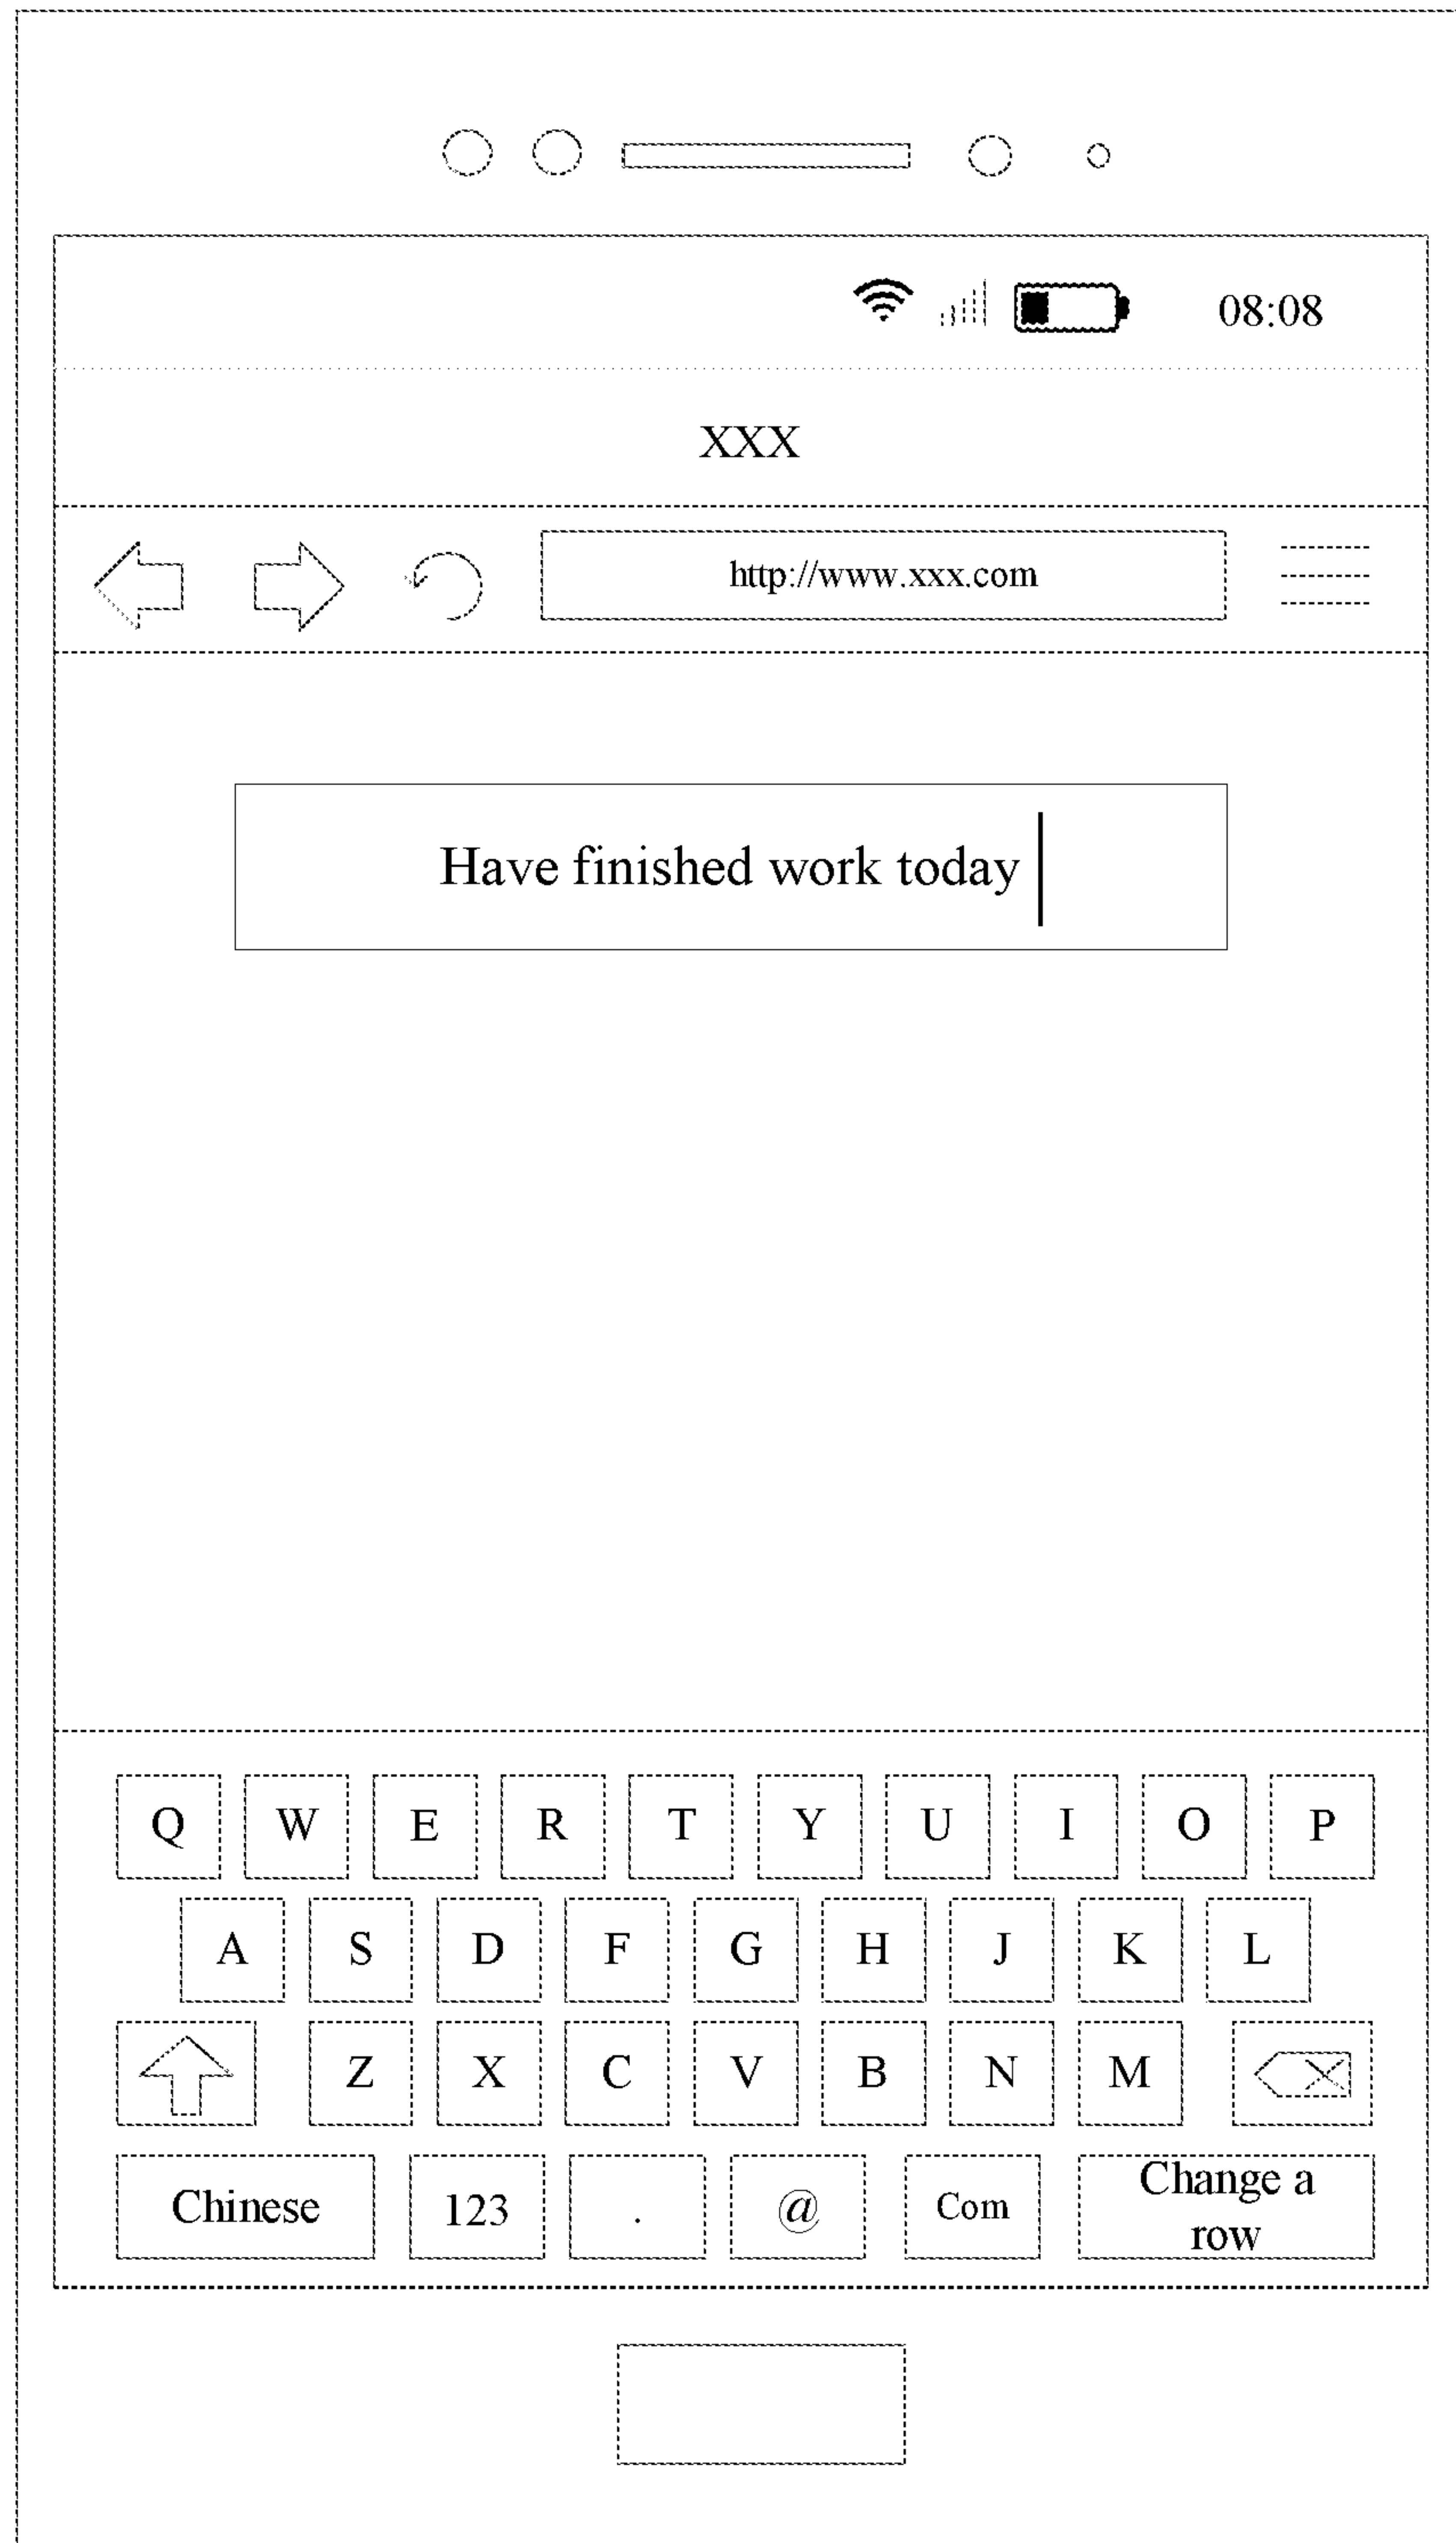 08:08
XXX
http://www.xxx.com
Have finished work today
Q W E R T Y U I O P
A S D F G H J K L
Z X C V B N M
Chinese 123 . @ Com Change a
row